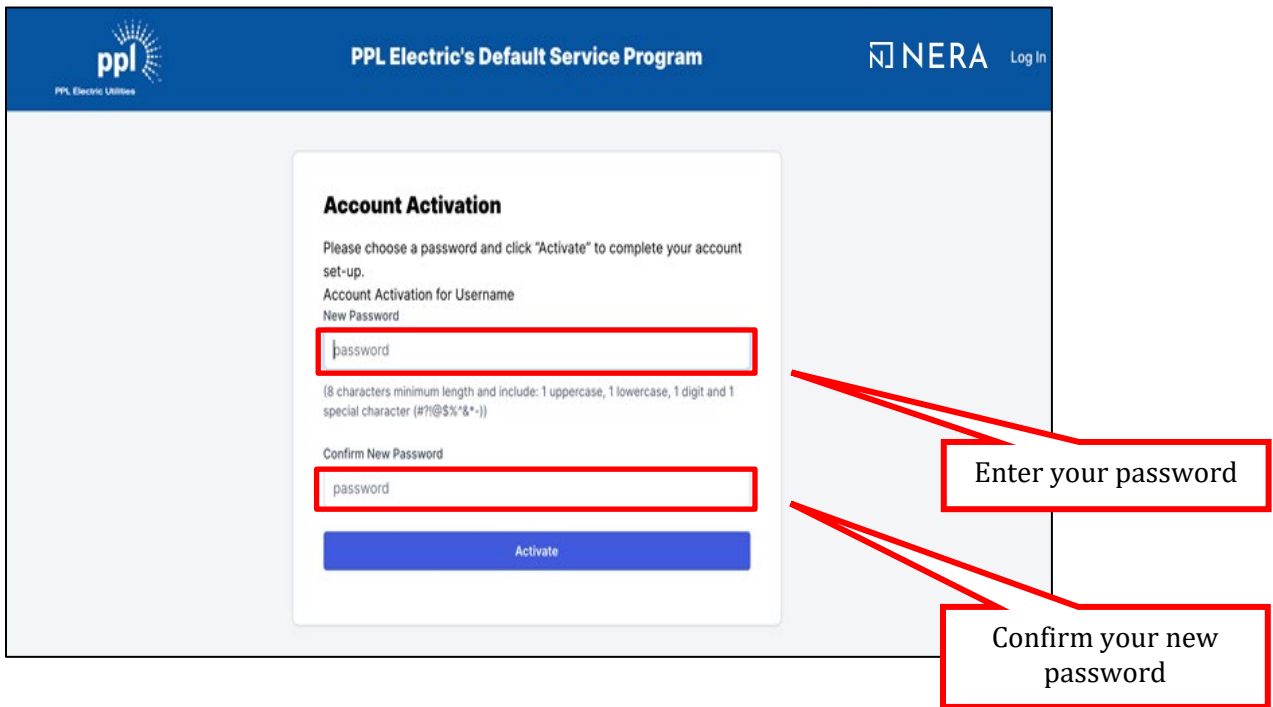 ppl
PPL Electric Utilities
PPL Electric's Default Service Program
NERA
Log In
Account Activation
Please choose a password and click "Activate" to complete your account
set-up.
Account Activation for Username
New Password
password
(8 characters minimum length and include: 1 uppercase, 1 lowercase, 1 digit and 1
special character (#?!@$%^&*-))
Enter your password
Confirm New Password
password
Activate
Confirm your new
password